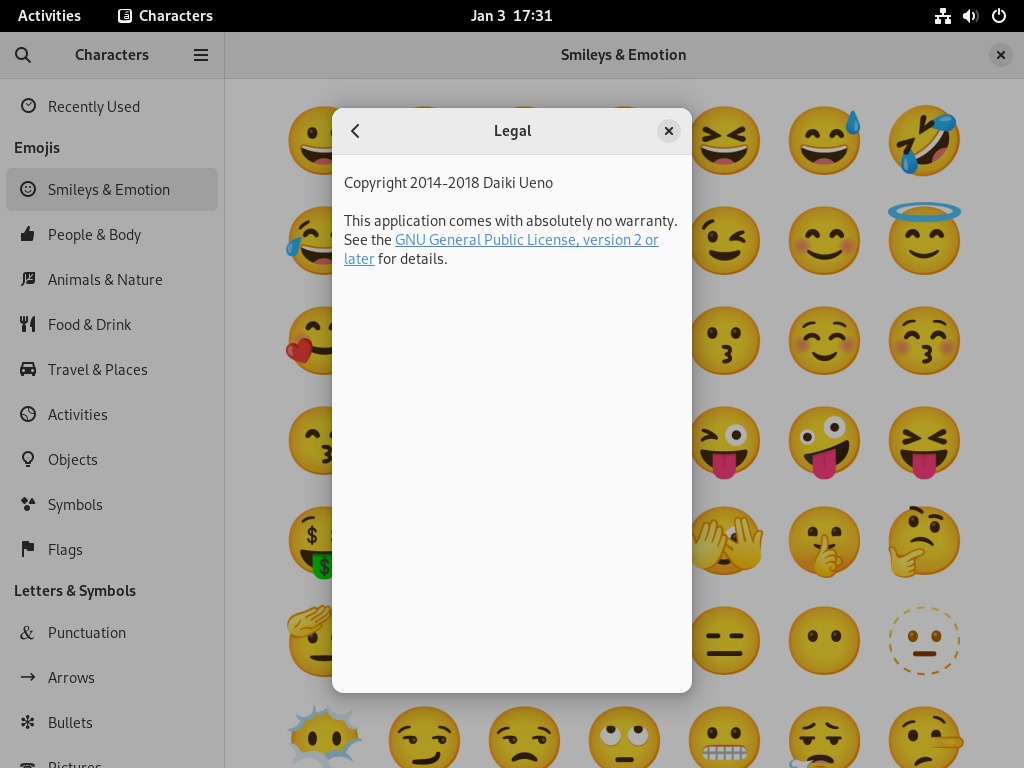 Activities
Characters
Jan 3 17:31
Characters
Smileys & Emotion
Recently Used
Emojis
Smileys & Emotion
People & Body
Animals & Nature
Food & Drink
Travel & Places
Activities
Objects
Symbols
Flags
Letters & Symbols
& Punctuation
Arrows
Bullets
Pictures
Legal
Copyright 2014-2018 Daiki Ueno
This application comes with absolutely no warranty.
See the GNU General Public License, version 2 or
later for details.